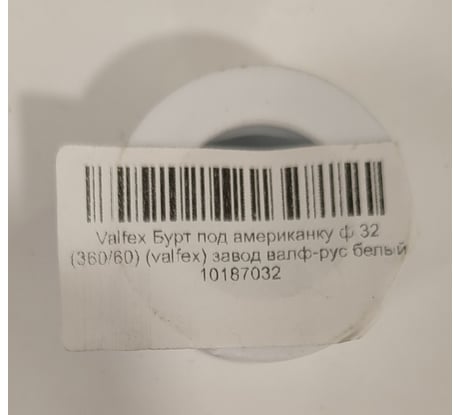 Valfex Бурт под американку ф 32
(360/60) (valfex) завод валф-рус белый
10187032